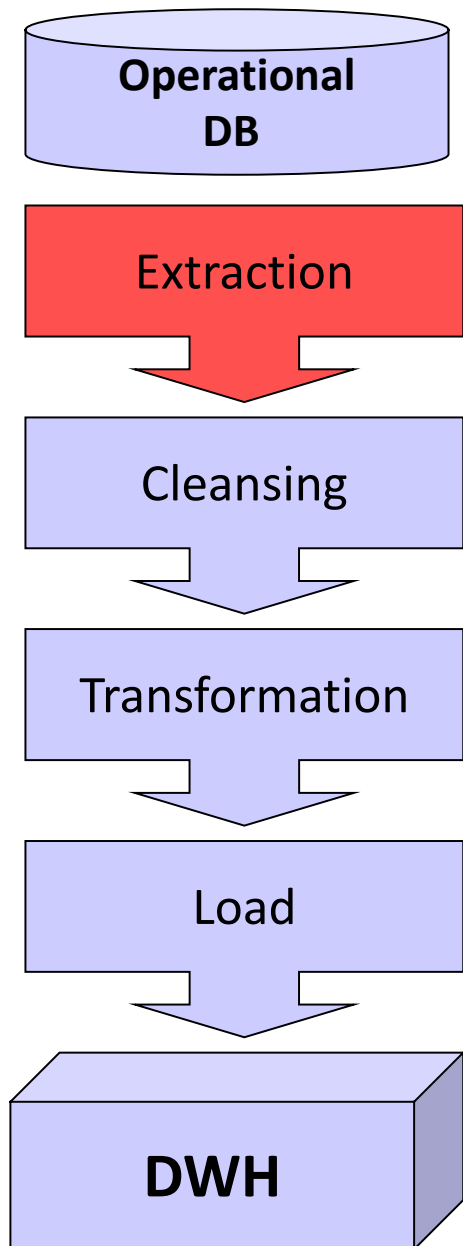 Operational
DB
Extraction
Cleansing
Transformation
Load
DWH